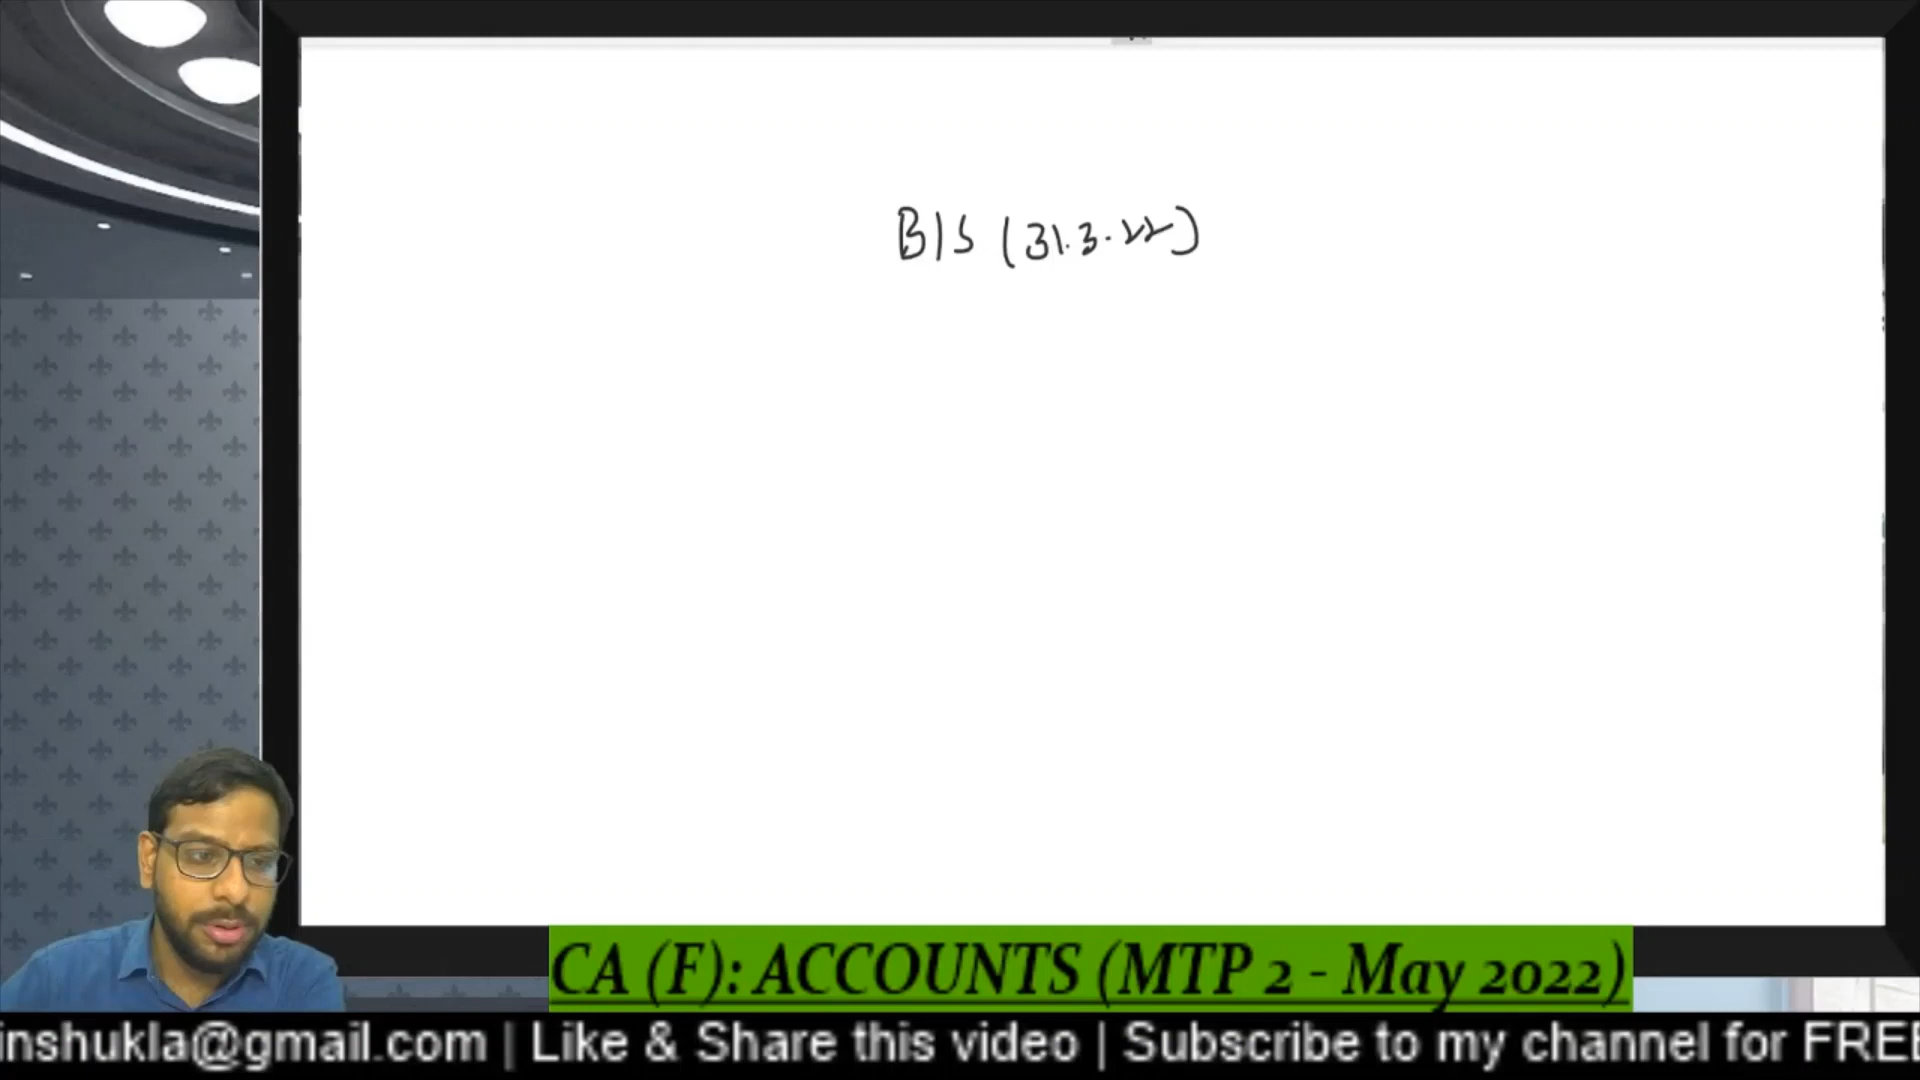 B/S (31.3.22)
CA (F): ACCOUNTS (MTP 2 - May 2022)
inshukla@gmail.com | Like & Share this video | Subscribe to my channel for FREE